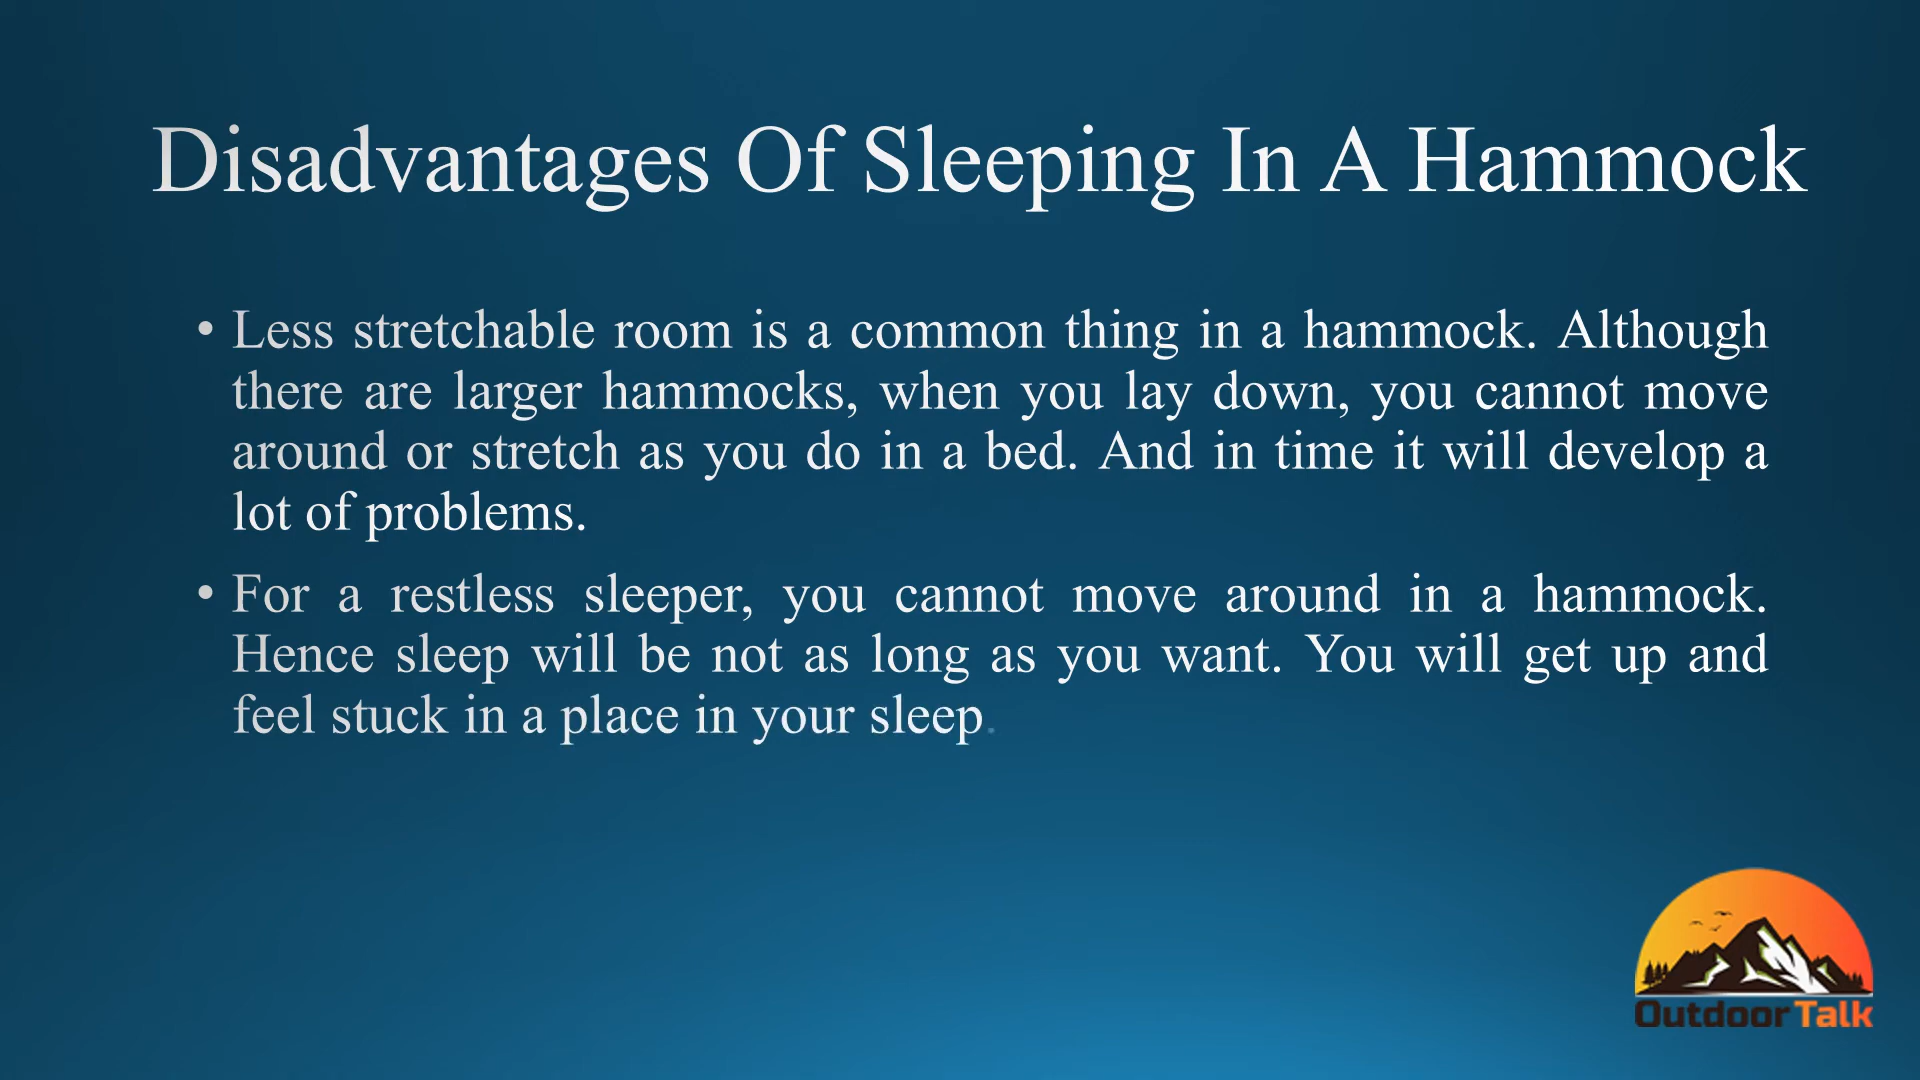 Disadvantages Of Sleeping In A Hammock
• Less stretchable room is a common thing in a hammock. Although
there are larger hammocks, when you lay down, you cannot move
around or stretch as you do in a bed. And in time it will develop a
lot of problems.
• For a restless sleeper, you cannot move around in a hammock.
Hence sleep will be not as long as you want. You will get up and
feel stuck in a place in your sleep.
Outdoor Talk